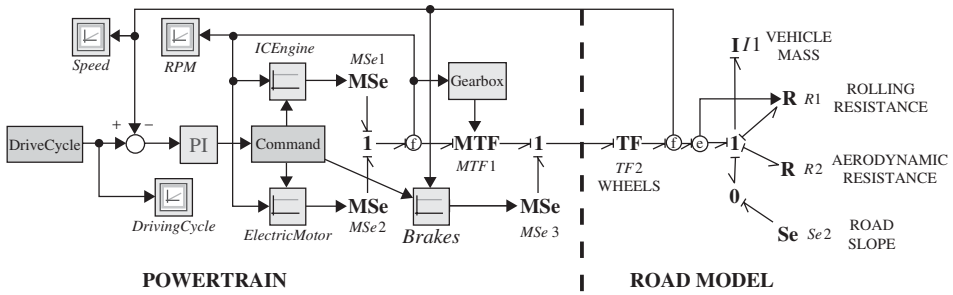 ICEngine
MSe1
I I1 VEHICLE
MASS
Speed
RPM
MSe
Gearbox
R R1 ROLLING
RESISTANCE
+ −
DriveCycle
PI
Command
1
f
MTF
1
TF
f
e
1
MTF1
TF2
WHEELS
R R2 AERODYNAMIC
RESISTANCE
DrivingCycle
ElectricMotor
MSe
MSe2
Brakes
MSe
MSe 3
0
Se Se2 ROAD
SLOPE
POWERTRAIN
ROAD MODEL